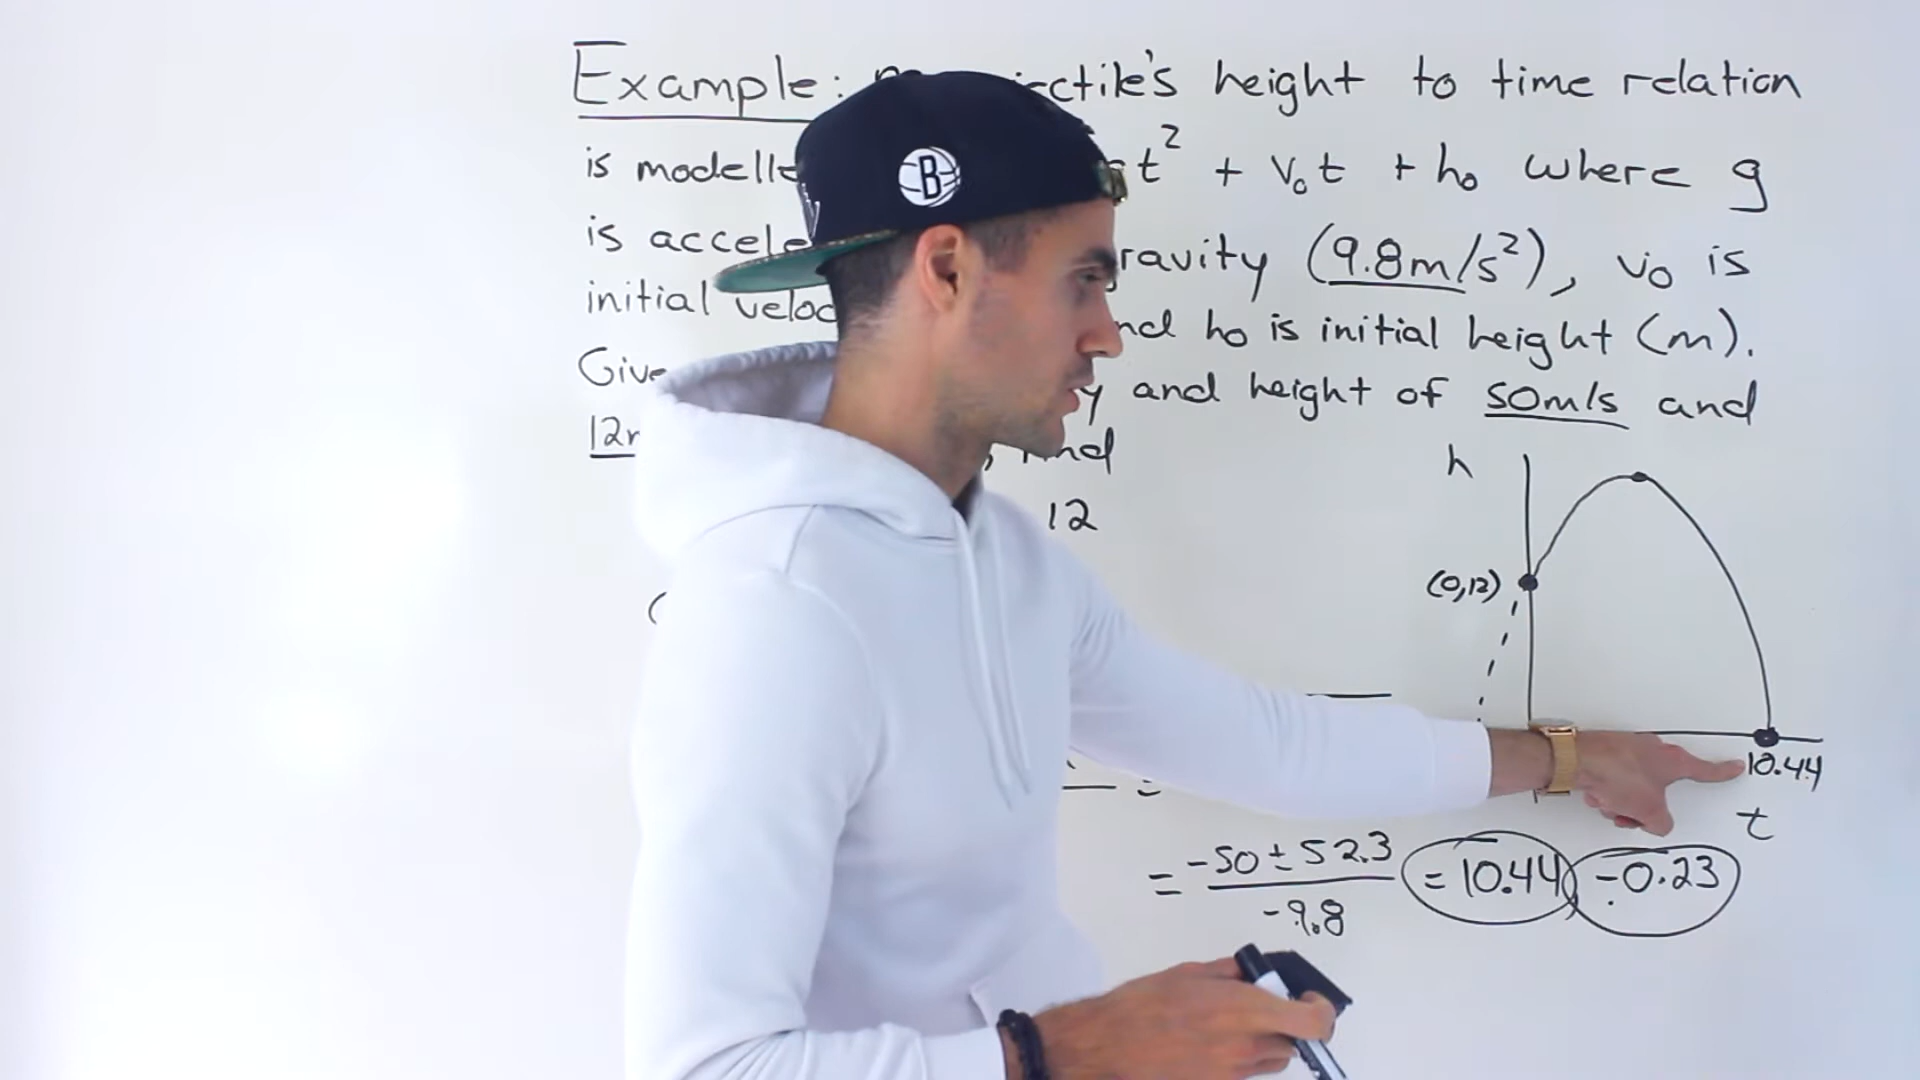 Example: ctile's height to time relation
is modelle t² + v₀t + h₀ where g
is accele ravity (9.8m/s²), v₀ is
initial veloc nd h₀ is initial height (m).
Give y and height of 50m/s and
12 find
12
h
(0,12)
10.44
t
= -50 ± 52.3 / -9.8 = 10.44, -0.23
B